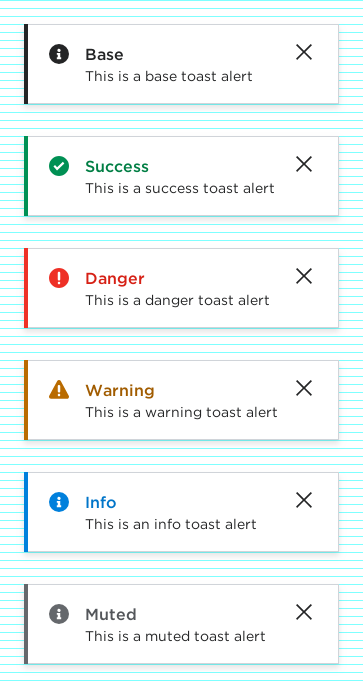 Base
This is a base toast alert
Success
This is a success toast alert
Danger
This is a danger toast alert
Warning
This is a warning toast alert
Info
This is an info toast alert
Muted
This is a muted toast alert